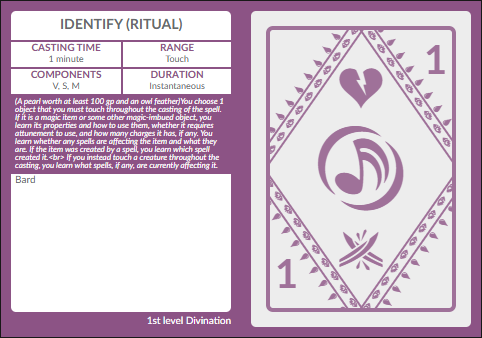 IDENTIFY (RITUAL)
CASTING TIME
1 minute
RANGE
Touch
COMPONENTS
V, S, M
DURATION
Instantaneous
(A pearl worth at least 100 gp and an owl feather)You choose 1
object that you must touch throughout the casting of the spell.
If it is a magic item or some other magic-imbued object, you
learn its properties and how to use them, whether it requires
attunement to use, and how many charges it has, if any. You
learn whether any spells are affecting the item and what they
are. If the item was created by a spell, you learn which spell
created it.<br> If you instead touch a creature throughout the
casting, you learn what spells, if any, are currently affecting it.
Bard
1st level Divination
1
1